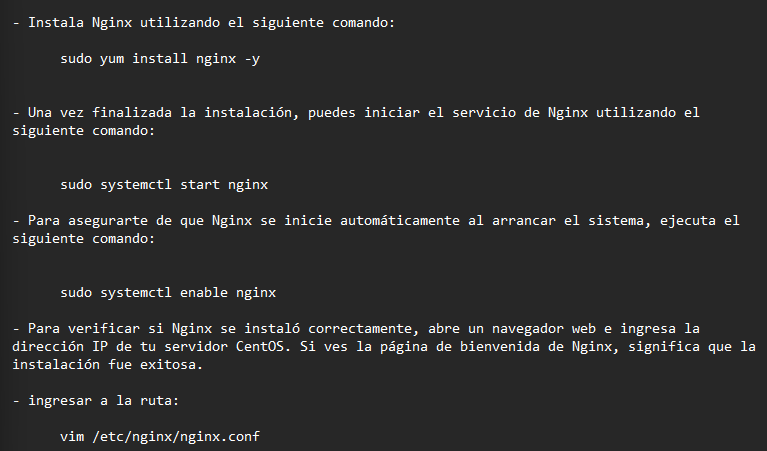 - Instala Nginx utilizando el siguiente comando:
sudo yum install nginx -y
- Una vez finalizada la instalación, puedes iniciar el servicio de Nginx utilizando el
siguiente comando:
sudo systemctl start nginx
- Para asegurarte de que Nginx se inicie automáticamente al arrancar el sistema, ejecuta el
siguiente comando:
sudo systemctl enable nginx
- Para verificar si Nginx se instaló correctamente, abre un navegador web e ingresa la
dirección IP de tu servidor CentOS. Si ves la página de bienvenida de Nginx, significa que la
instalación fue exitosa.
- ingresar a la ruta:
vim /etc/nginx/nginx.conf